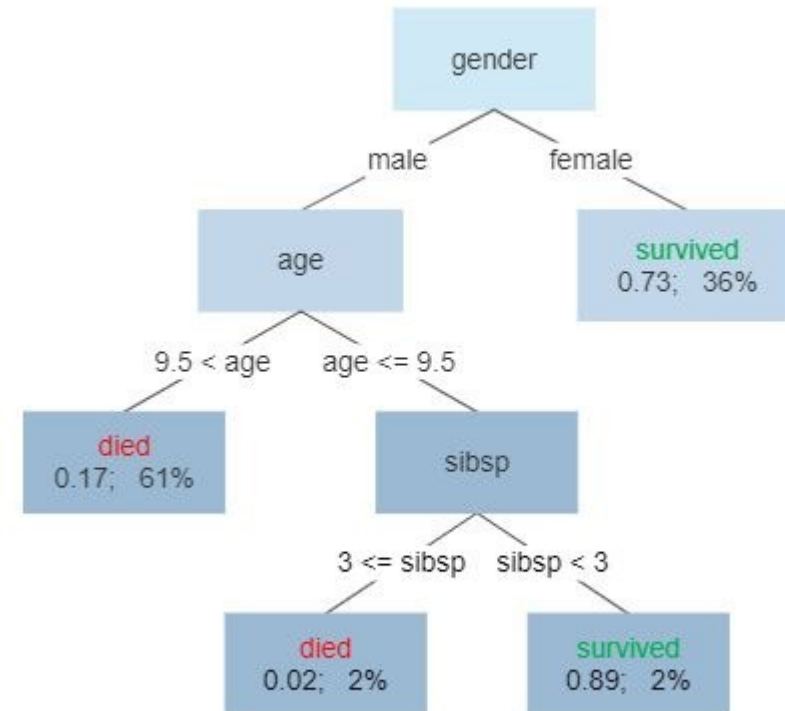 gender
male
female
age
survived
0.73; 36%
9.5 < age
age <= 9.5
died
0.17; 61%
sibsp
3 <= sibsp
sibsp < 3
died
0.02; 2%
survived
0.89; 2%